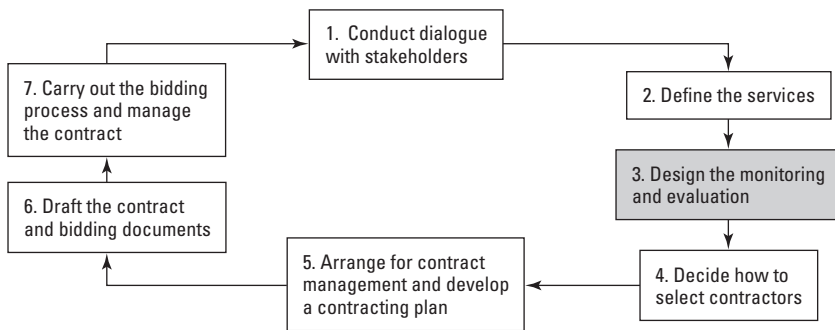 1. Conduct dialogue
with stakeholders
2. Define the services
3. Design the monitoring
and evaluation
4. Decide how to
select contractors
5. Arrange for contract
management and develop
a contracting plan
6. Draft the contract
and bidding documents
7. Carry out the bidding
process and manage
the contract